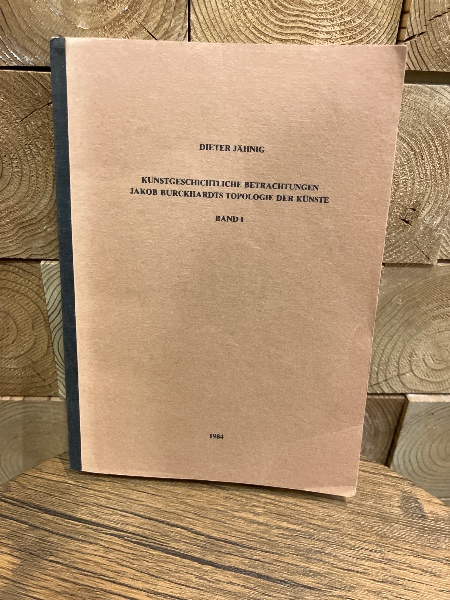 DIETER JÄHNIG
KUNSTGESCHICHTLICHE BETRACHTUNGEN
JAKOB BURCKHARDTS TOPOLOGIE DER KÜNSTE
BAND I
1984